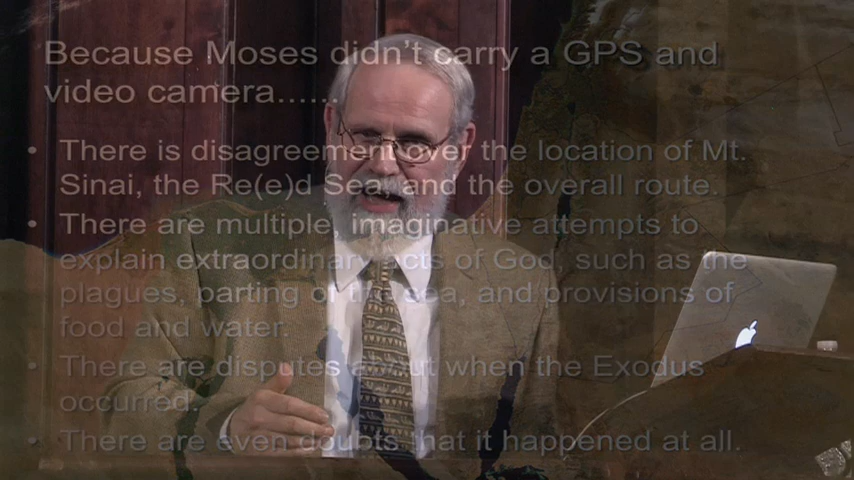 Because Moses didn't carry a GPS and
video camera......
• There is disagreement the location of Mt.
Sinai, the Re(e)d Sea and the overall route.
• There are multiple, imaginative attempts to
explain extraordinary acts of God, such as the
plagues, parting of the sea, and provisions of
food and water.
• There are disputes about when the Exodus
occurred.
• There are even doubts that it happened at all.